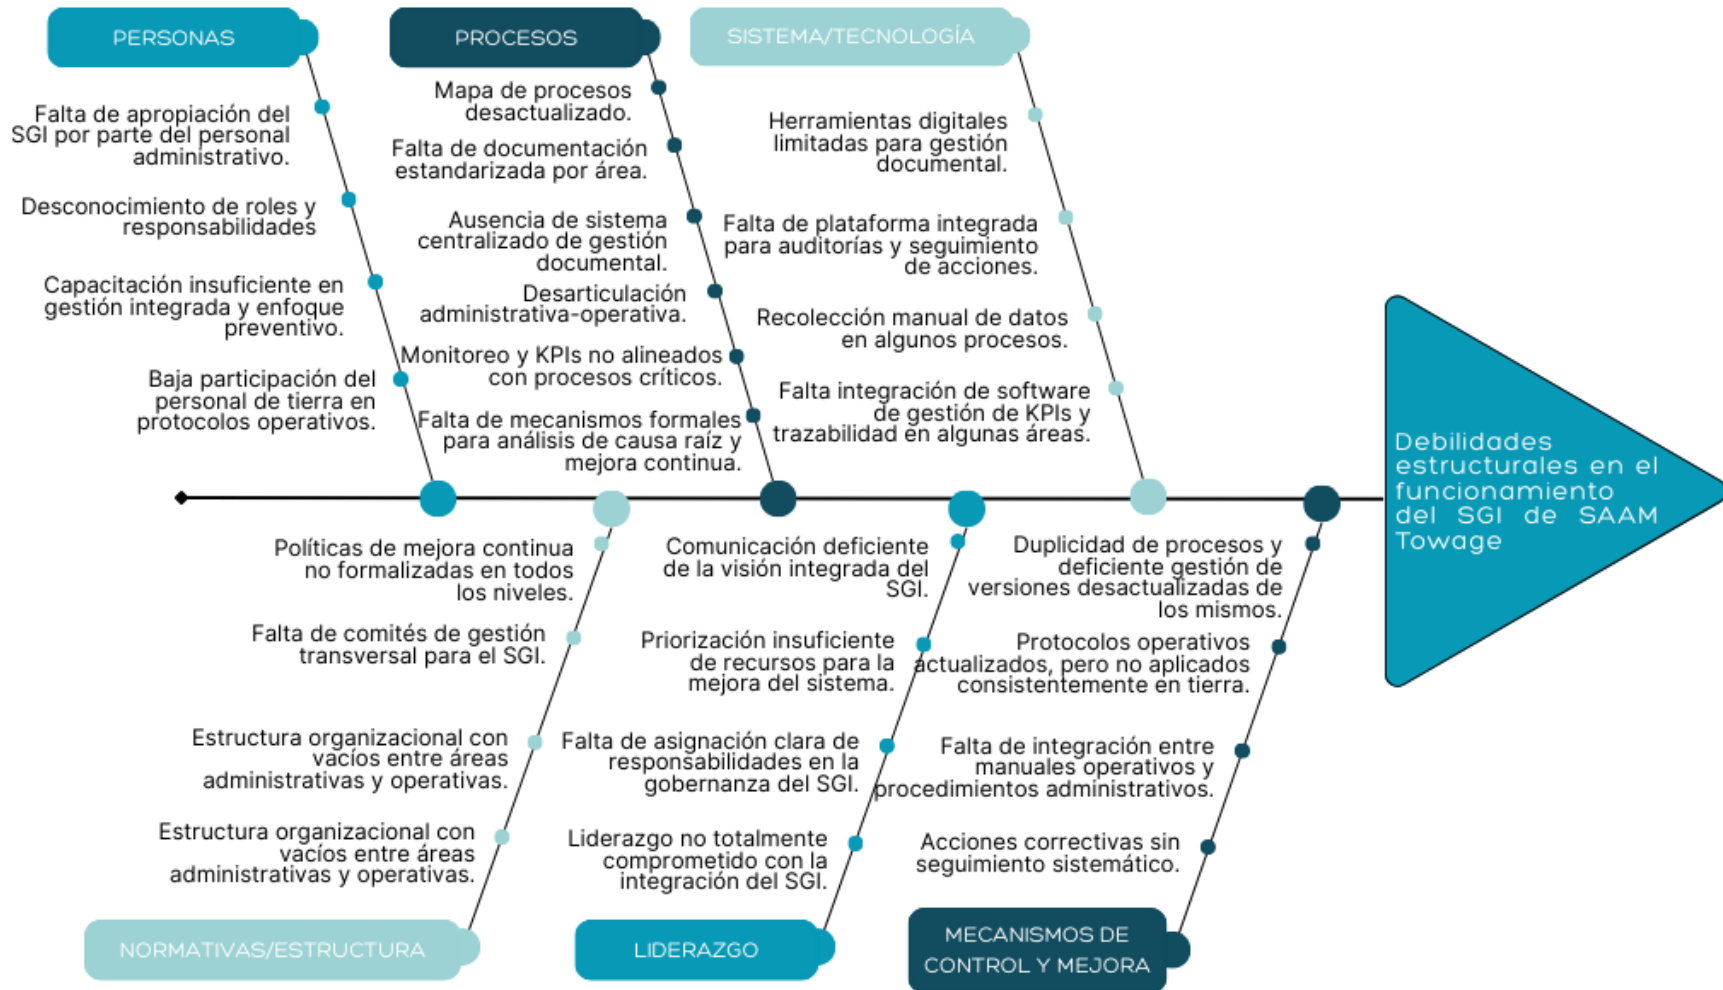 PERSONAS
Falta de apropiación del
SGI por parte del personal
administrativo.
Desconocimiento de roles y
responsabilidades
Capacitación insuficiente en
gestión integrada y enfoque
preventivo.
Baja participación del
personal de tierra en
protocolos operativos.
PROCESOS
Mapa de procesos
desactualizado.
Falta de documentación
estandarizada por área.
Ausencia de sistema
centralizado de gestión
documental.
Desarticulación
administrativa-operativa.
Monitoreo y KPIs no alineados
con procesos críticos.
Falta de mecanismos formales
para análisis de causa raíz y
mejora continua.
SISTEMA/TECNOLOGÍA
Herramientas digitales
limitadas para gestión
documental.
Falta de plataforma integrada
para auditorías y seguimiento
de acciones.
Recolección manual de datos
en algunos procesos.
Falta integración de software
de gestión de KPIs y
trazabilidad en algunas áreas.
Debilidades
estructurales en el
funcionamiento
del SGI de SAAM
Towage
Políticas de mejora continua
no formalizadas en todos
los niveles.
Falta de comités de gestión
transversal para el SGI.
Estructura organizacional con
vacíos entre áreas
administrativas y operativas.
Estructura organizacional con
vacíos entre áreas
administrativas y operativas.
NORMATIVAS/ESTRUCTURA
Comunicación deficiente
de la visión integrada del
SGI.
Priorización insuficiente
de recursos para la
mejora del sistema.
Falta de asignación clara de
responsabilidades en la
gobernanza del SGI.
Liderazgo no totalmente
comprometido con la
integración del SGI.
LIDERAZGO
Duplicidad de procesos y
deficiente gestión de
versiones desactualizadas de
los mismos.
Protocolos operativos
actualizados, pero no aplicados
consistentemente en tierra.
Falta de integración entre
manuales operativos y
procedimientos administrativos.
Acciones correctivas sin
seguimiento sistemático.
MECANISMOS DE
CONTROL Y MEJORA